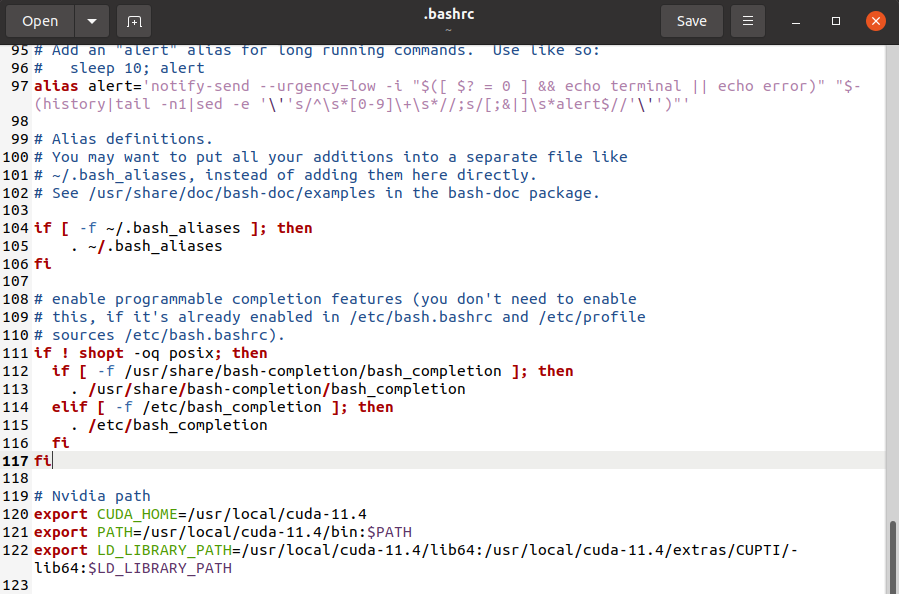 Open
.bashrc
~
Save
95 # Add an "alert" alias for long running commands.  Use like so:
96 #   sleep 10; alert
97 alias alert='notify-send --urgency=low -i "$([ $? = 0 ] && echo terminal || echo error)" "$-
(history|tail -n1|sed -e '\''s/^\s*[0-9]\+\s*//;s/[;&|]\s*alert$//'\'')"'
98
99 # Alias definitions.
100 # You may want to put all your additions into a separate file like
101 # ~/.bash_aliases, instead of adding them here directly.
102 # See /usr/share/doc/bash-doc/examples in the bash-doc package.
103
104 if [ -f ~/.bash_aliases ]; then
105     . ~/.bash_aliases
106 fi
107
108 # enable programmable completion features (you don't need to enable
109 # this, if it's already enabled in /etc/bash.bashrc and /etc/profile
110 # sources /etc/bash.bashrc).
111 if ! shopt -oq posix; then
112   if [ -f /usr/share/bash-completion/bash_completion ]; then
113     . /usr/share/bash-completion/bash_completion
114   elif [ -f /etc/bash_completion ]; then
115     . /etc/bash_completion
116   fi
117 fi
118
119 # Nvidia path
120 export CUDA_HOME=/usr/local/cuda-11.4
121 export PATH=/usr/local/cuda-11.4/bin:$PATH
122 export LD_LIBRARY_PATH=/usr/local/cuda-11.4/lib64:/usr/local/cuda-11.4/extras/CUPTI/-
lib64:$LD_LIBRARY_PATH
123